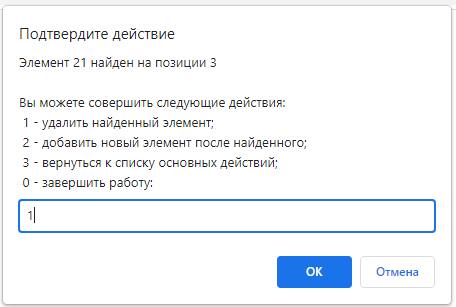 Подтвердите действие
Элемент 21 найден на позиции 3
Вы можете совершить следующие действия:
1 - удалить найденный элемент;
2 - добавить новый элемент после найденного;
3 - вернуться к списку основных действий;
0 - завершить работу:
1
ОК
Отмена